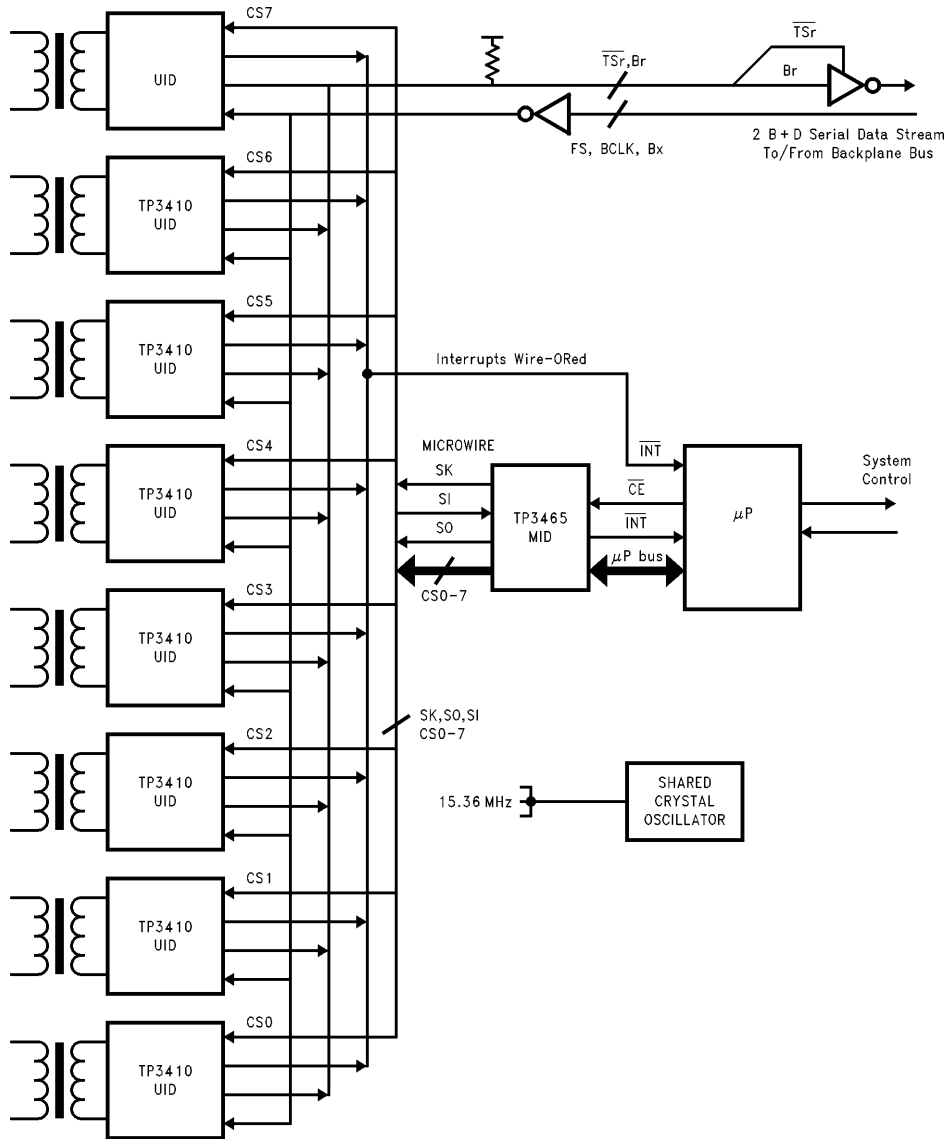 CS7
UID
TSr
TSr,Br
Br
FS, BCLK, Bx
2 B+D Serial Data Stream
To/From Backplane Bus
CS6
TP3410
UID
CS5
TP3410
UID
Interrupts Wire-ORed
CS4
TP3410
UID
MICROWIRE
SK
SI
SO
CS0-7
TP3465
MID
INT
CE
INT
μP bus
μP
System
Control
CS3
TP3410
UID
SK,SO,SI
CS0-7
CS2
TP3410
UID
15.36 MHz
SHARED
CRYSTAL
OSCILLATOR
CS1
TP3410
UID
CS0
TP3410
UID